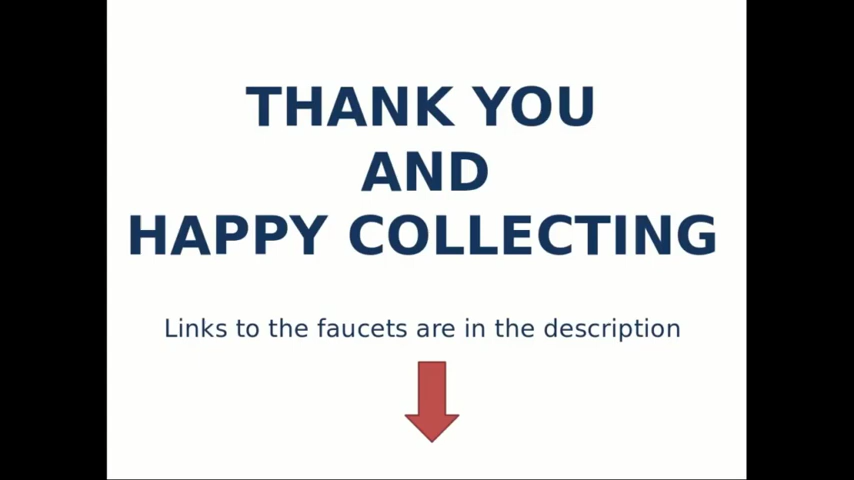 THANK YOU
AND
HAPPY COLLECTING
Links to the faucets are in the description